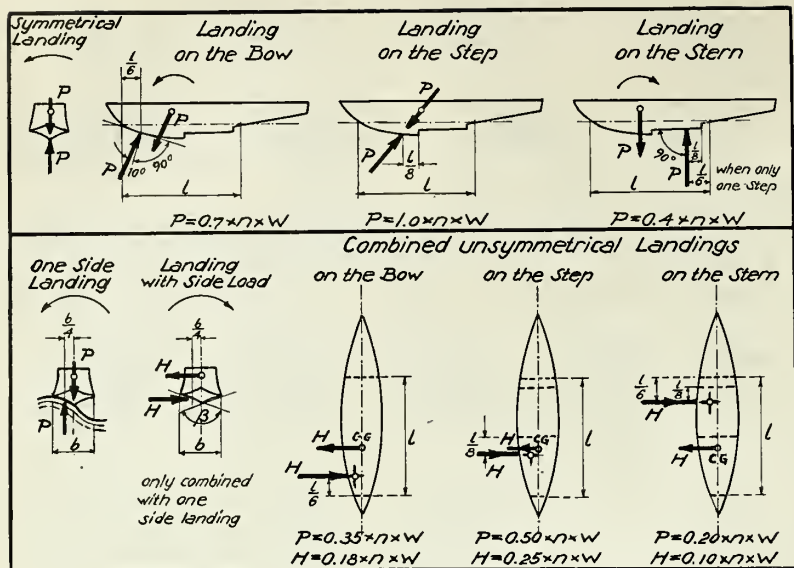 Symmetrical
Landing
P
P
Landing
on the Bow
l/6
P
P
10°
90°
l
P=0.7×n×W
Landing
on the Step
P
P
l/8
l
P=1.0×n×W
Landing
on the Stern
P
90°
P
l/8
l/6
when only
one Step
l
P=0.4×n×W
One Side
Landing
b/4
P
P
b
Landing
with Side Load
b/4
H
H
β
b
only combined
with one
side landing
Combined unsymmetrical Landings
on the Bow
H
C-G
H
l/6
l
P=0.35×n×W
H=0.18×n×W
on the Step
l/8
H
CG
H
l
P=0.50×n×W
H=0.25×n×W
on the Stern
l/6
l/8
H
H
CG
l
P=0.20×n×W
H=0.10×n×W